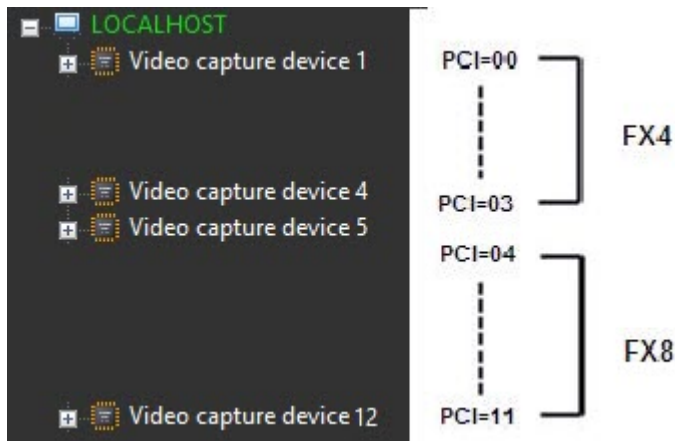 LOCALHOST
Video capture device 1 PCI=00
FX4
Video capture device 4 PCI=03
Video capture device 5
PCI=04
FX8
Video capture device 12 PCI=11